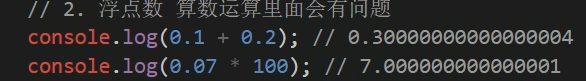 // 2. 浮点数 算数运算里面会有问题
console.log(0.1 + 0.2); // 0.30000000000000004
console.log(0.07 * 100); // 7.000000000000001